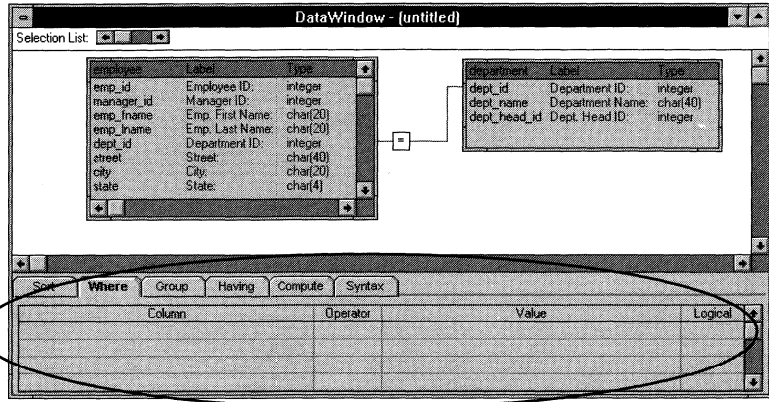 DataWindow - (untitled)
Selection List:
employee Label Type
emp_id Employee ID: integer
manager_id Manager ID: integer
emp_fname Emp. First Name: char(20)
emp_lname Emp. Last Name: char(20)
dept_id Department ID: integer
street Street: char(40)
city City: char(20)
state State: char(4)
=
department Label Type
dept_id Department ID: integer
dept_name Department Name: char(40)
dept_head_id Dept. Head ID: integer
Sort Where Group Having Compute Syntax
Column Operator Value Logical